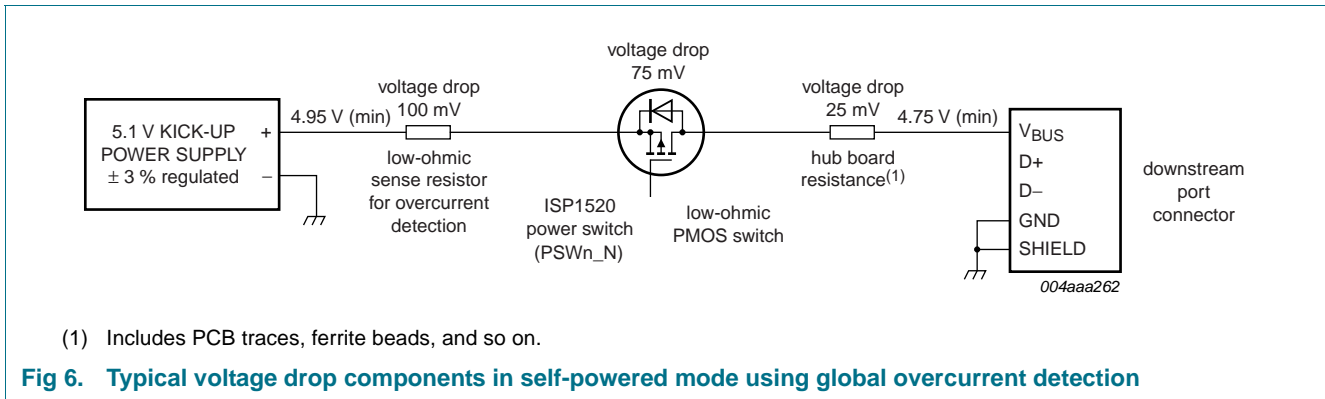 5.1 V KICK-UP
POWER SUPPLY
± 3 % regulated
+
−
4.95 V (min)
voltage drop
100 mV
low-ohmic
sense resistor
for overcurrent
detection
voltage drop
75 mV
ISP1520
power switch
(PSWn_N)
low-ohmic
PMOS switch
voltage drop
25 mV
hub board
resistance(1)
4.75 V (min)
VBUS
D+
D−
GND
SHIELD
downstream
port
connector
004aaa262
(1) Includes PCB traces, ferrite beads, and so on.
Fig 6. Typical voltage drop components in self-powered mode using global overcurrent detection